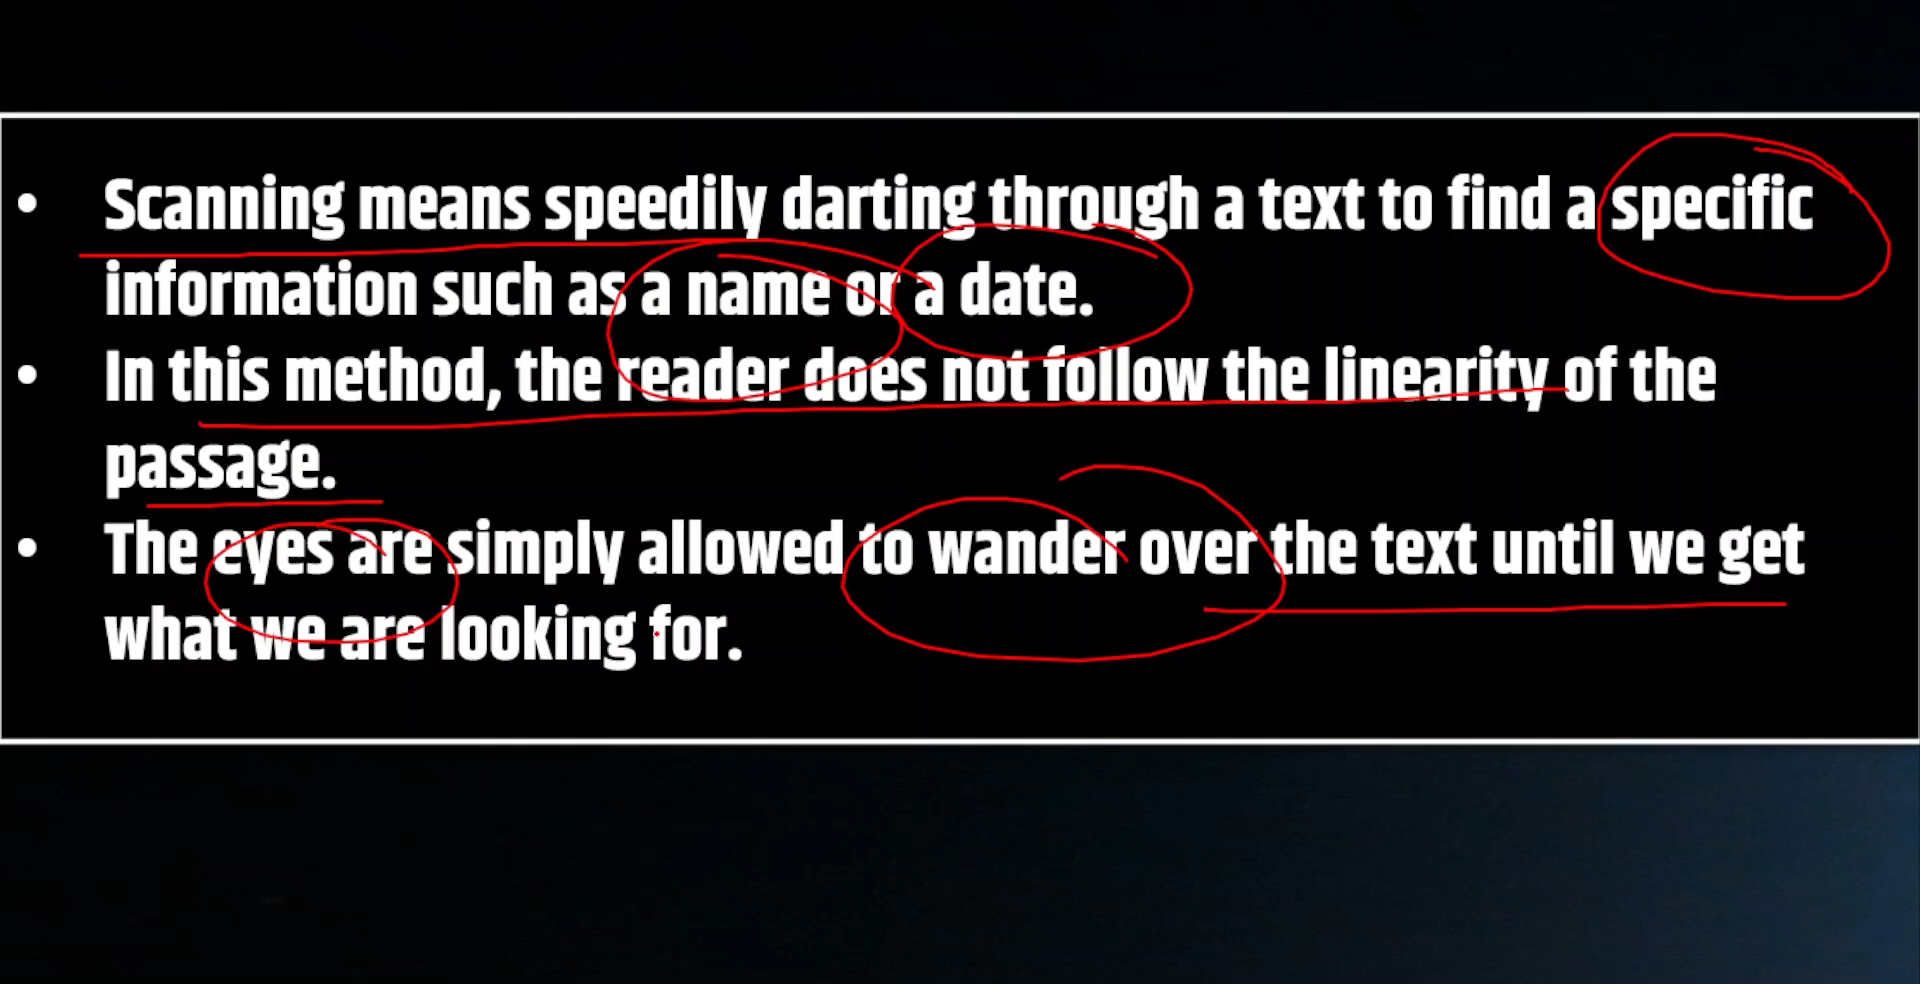 • Scanning means speedily darting through a text to find a specific
information such as a name or a date.
• In this method, the reader does not follow the linearity of the
passage.
• The eyes are simply allowed to wander over the text until we get
what we are looking for.